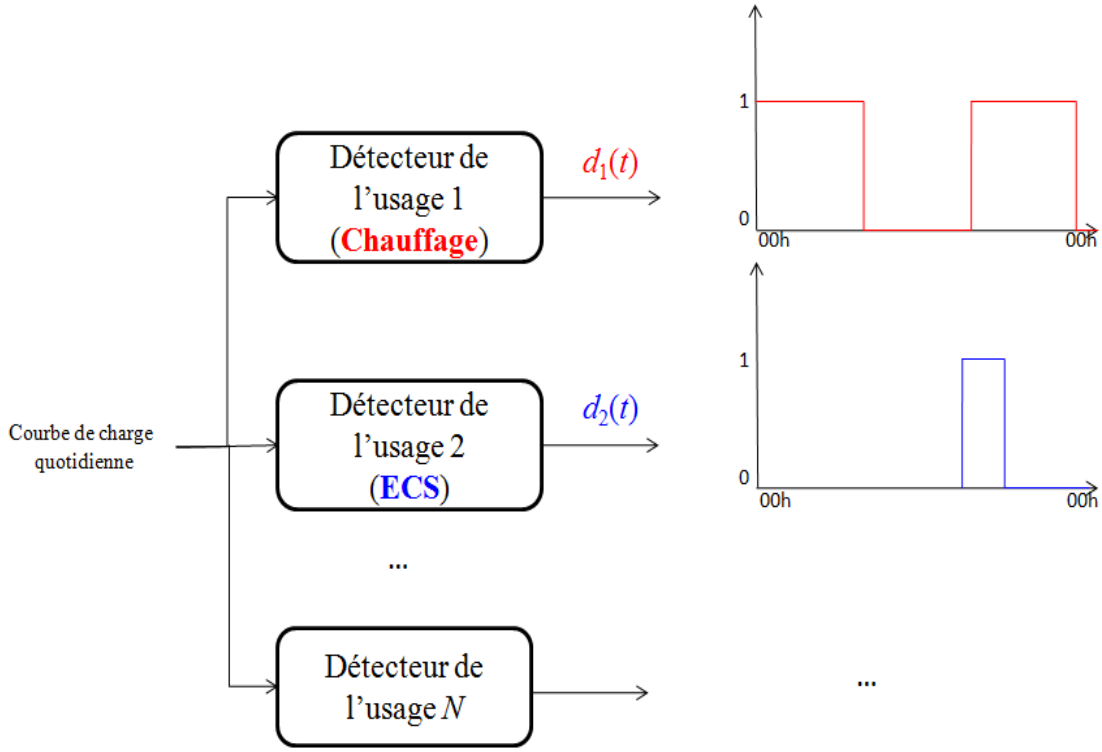 1
0
00h 00h
Détecteur de
l’usage 1
(Chauffage)
d1(t)
1
0
00h 00h
Détecteur de
l’usage 2
(ECS)
d2(t)
Courbe de charge
quotidienne
...
Détecteur de
l’usage N
...